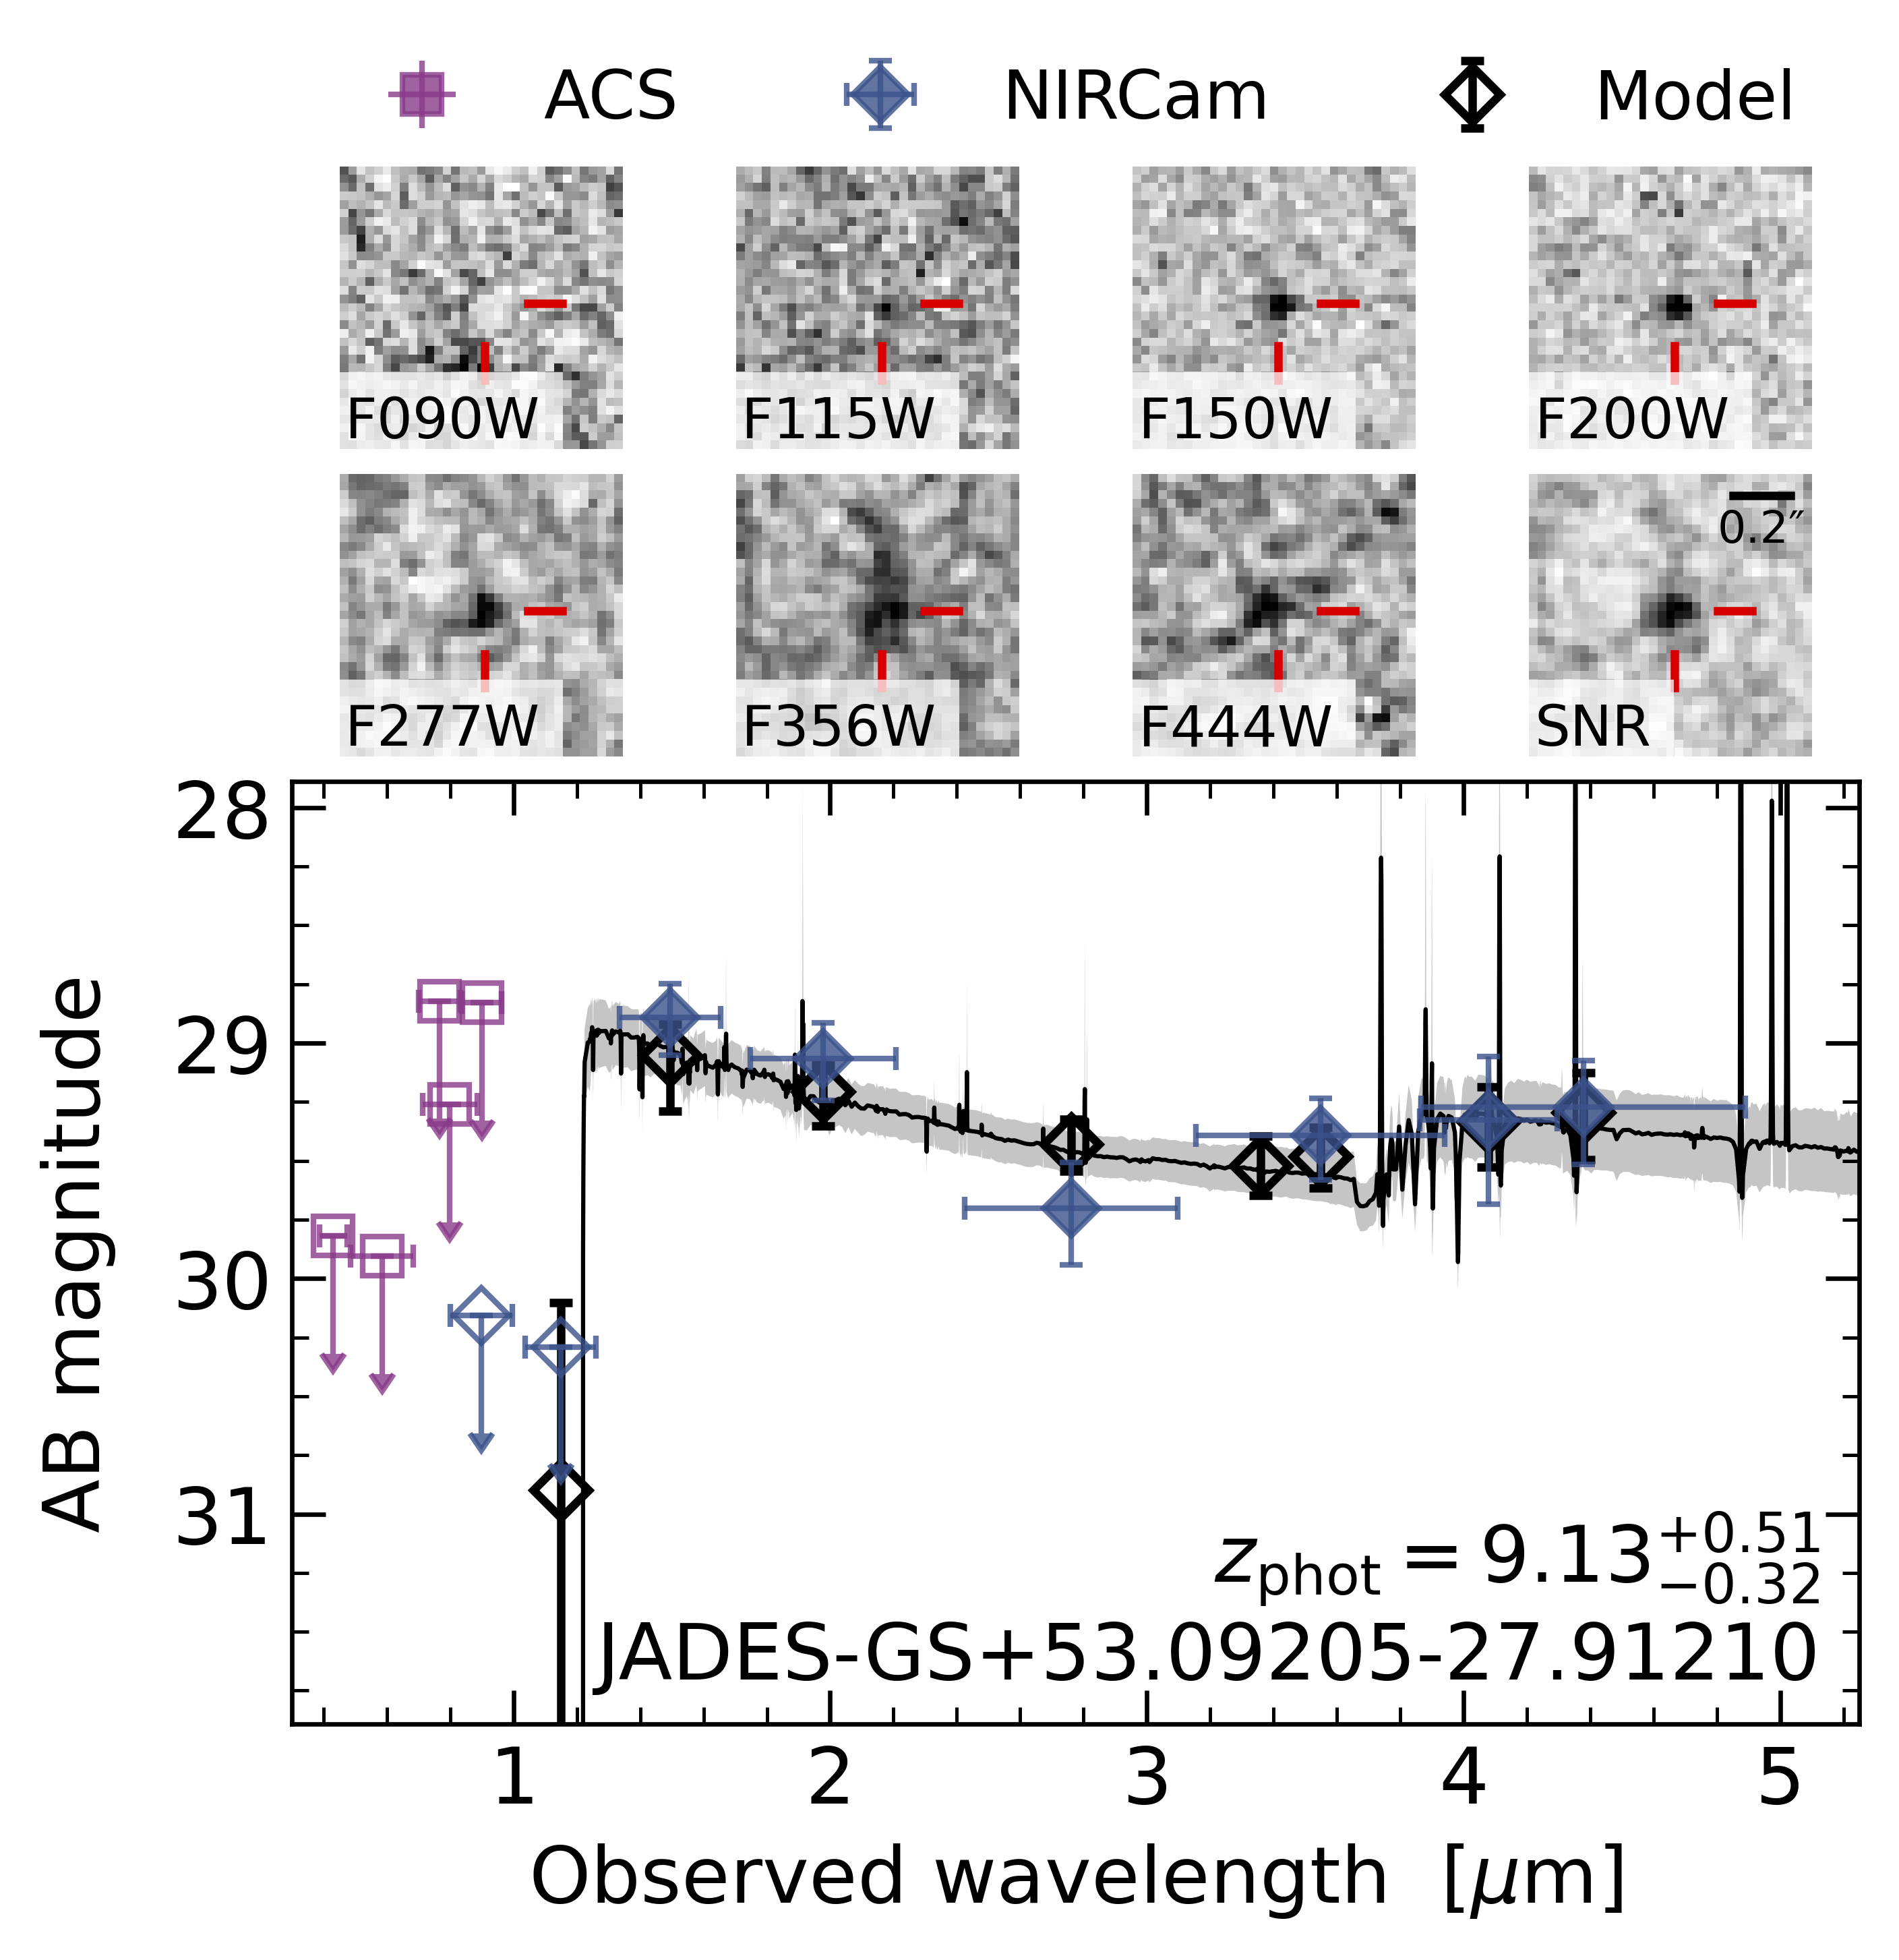 ACS NIRCam Model
F090W F115W F150W F200W
0.2″
F277W F356W F444W SNR
28
29
30
31
AB magnitude
z_phot = 9.13^{+0.51}_{−0.32}
JADES-GS+53.09205-27.91210
1 2 3 4 5
Observed wavelength [μm]